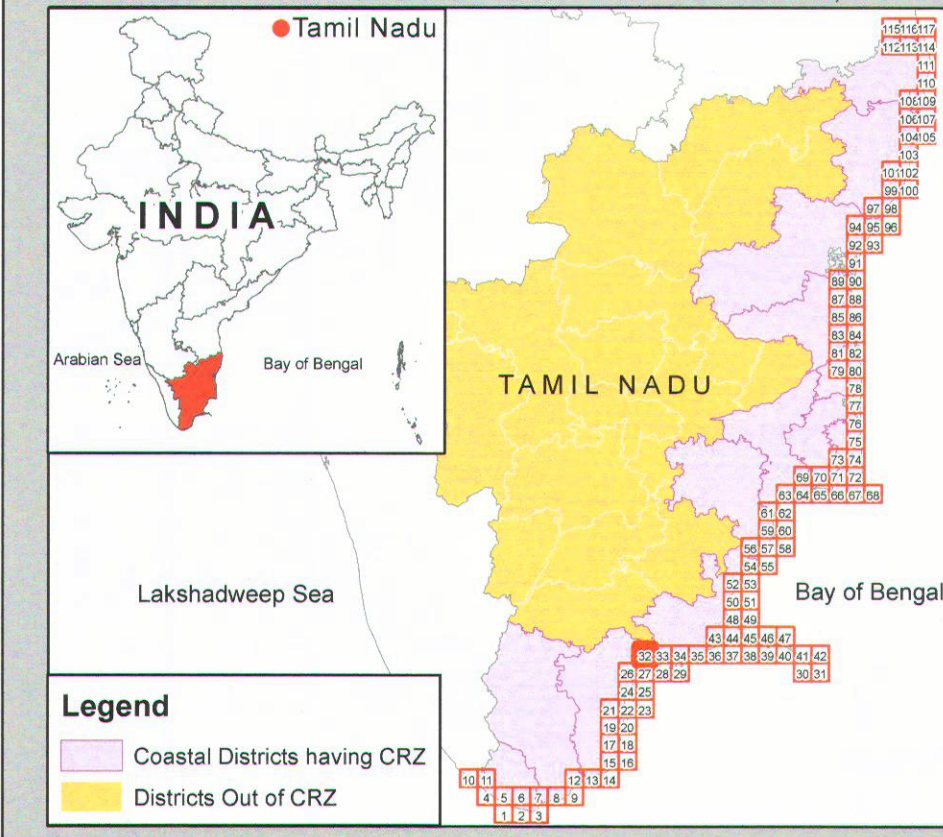 Tamil Nadu
INDIA
Arabian Sea
Bay of Bengal
TAMIL NADU
Lakshadweep Sea
Bay of Bengal
115 116 117
112 113 114
111
110
109
107
104 105
103
101 102
99 100
97 98
94 95 96
92 93
91
89 90
87 88
85 86
83 84
81 82
79 80
78
77
76
75
73 74
69 70 71 72
63 64 65 66 67 68
61 62
59 60
56 57 58
54 55
52 53
50 51
48 49
43 44 45 46 47
32 33 34 35 36 37 38 39 40 41 42
26 27 28 29 30 31
24 25
21 22 23
19 20
17 18
15 16
10 11 12 13 14
4 5 6 7 8 9
1 2 3
Legend
Coastal Districts having CRZ
Districts Out of CRZ